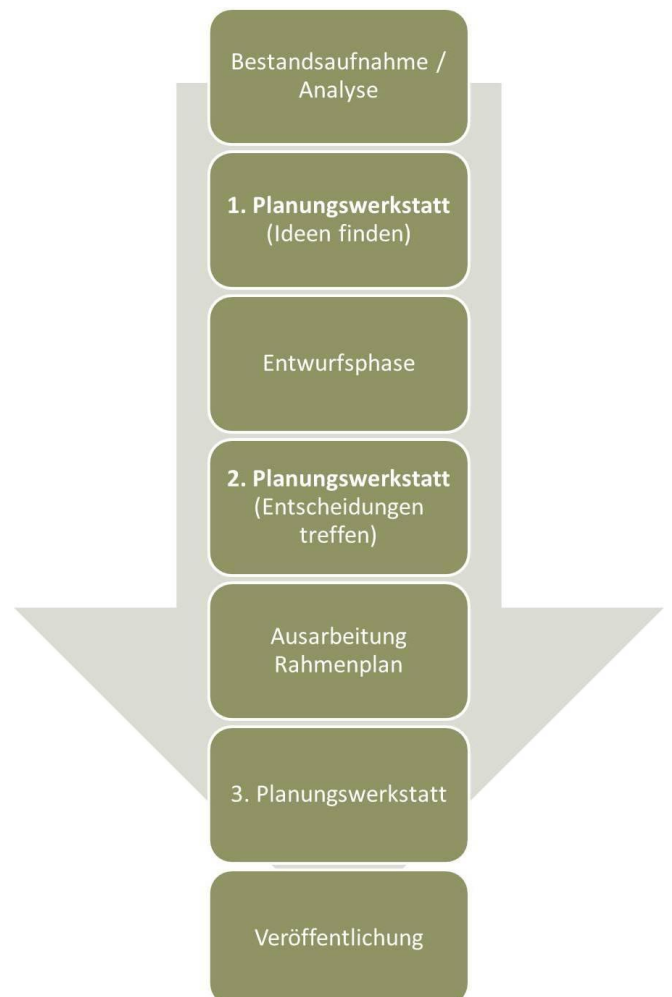 Bestandsaufnahme /
Analyse
1. Planungswerkstatt
(Ideen finden)
Entwurfsphase
2. Planungswerkstatt
(Entscheidungen
treffen)
Ausarbeitung
Rahmenplan
3. Planungswerkstatt
Veröffentlichung